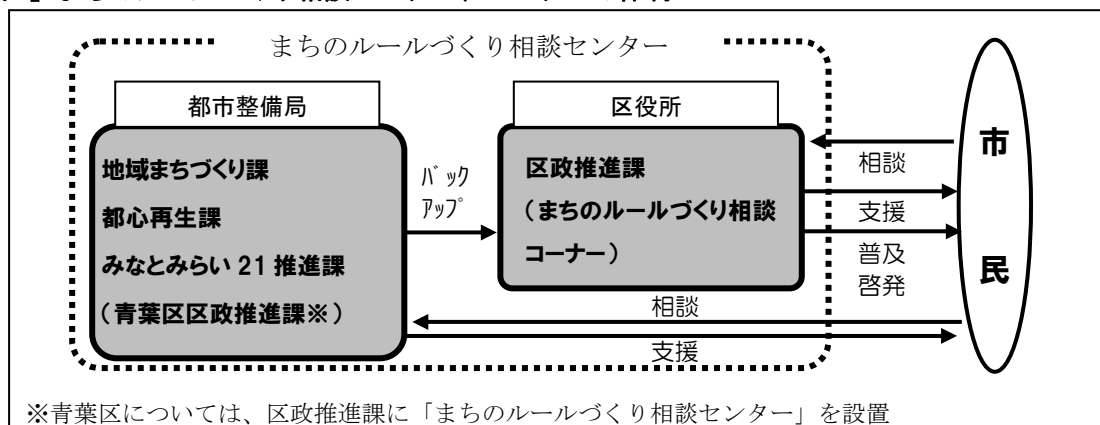 まちのルールづくり相談センター
都市整備局
地域まちづくり課
都心再生課
みなとみらい 21 推進課
（青葉区区政推進課※）
ﾊﾞｯｸ
ｱｯﾌﾟ
区役所
区政推進課
（まちのルールづくり相談
コーナー）
相談
支援
普及
啓発
相談
支援
市
民
※青葉区については、区政推進課に「まちのルールづくり相談センター」を設置